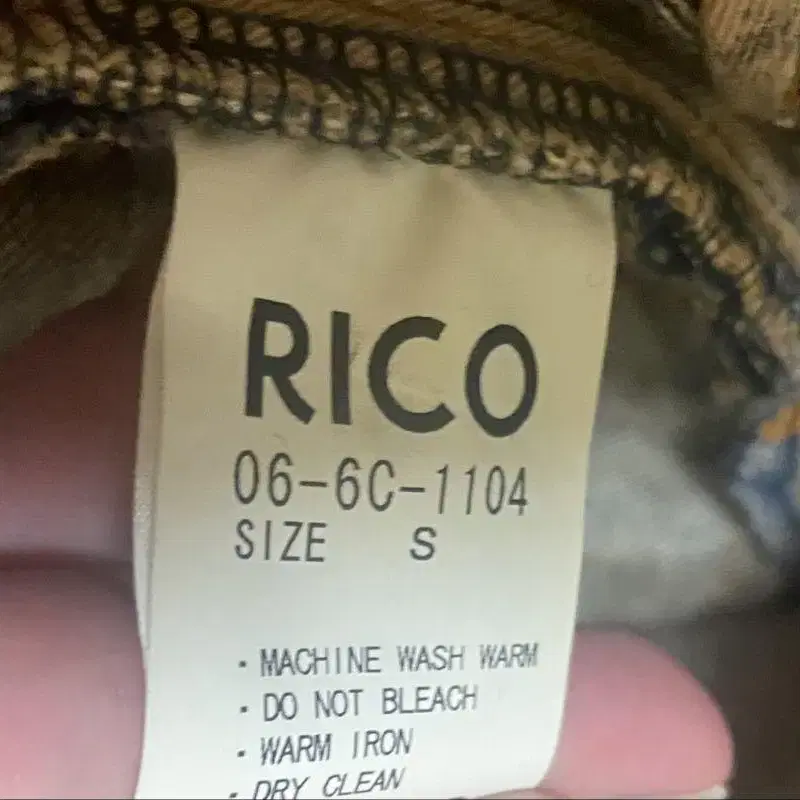 RICO
06-6C-1104
SIZE S
· MACHINE WASH WARM
· DO NOT BLEACH
· WARM IRON
· DRY CLEAN